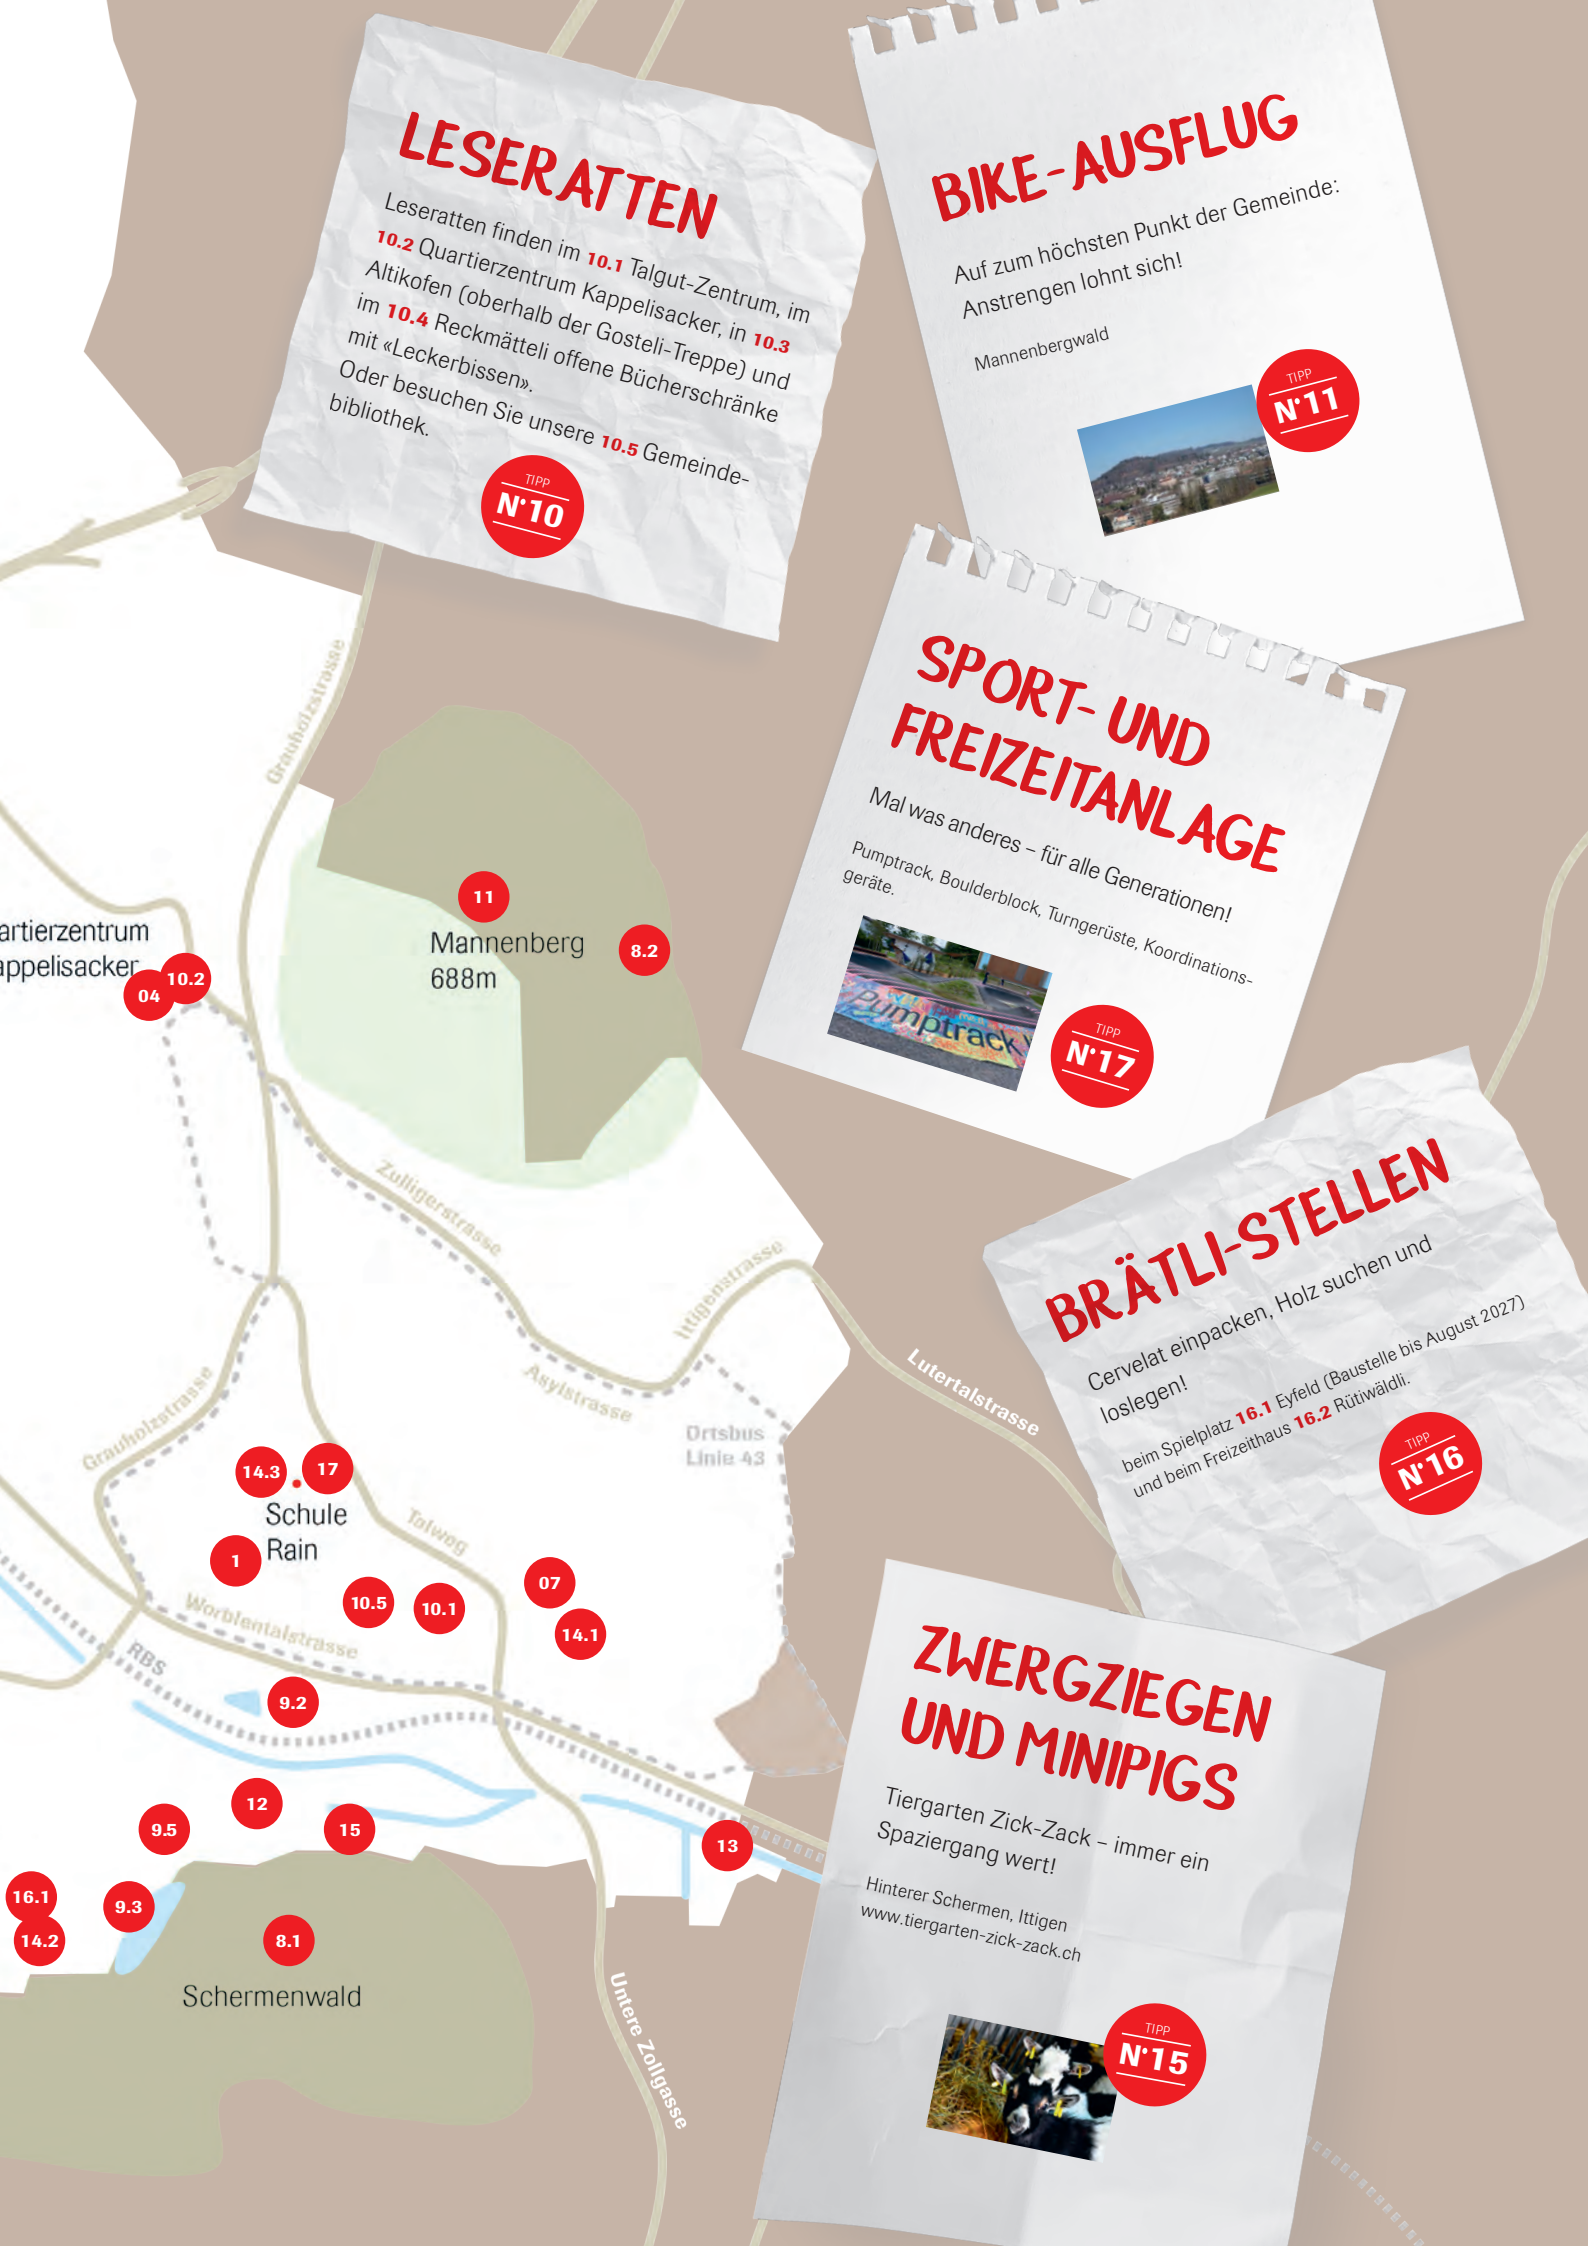 LESERATTEN
Leseratten finden im 10.1 Talgut-Zentrum, im
10.2 Quartierzentrum Kappelisacker, in 10.3
Altikofen (oberhalb der Gosteli-Treppe) und
im 10.4 Reckmätteli offene Bücherschränke
mit «Leckerbissen».
Oder besuchen Sie unsere 10.5 Gemeinde-
bibliothek.
TIPP
N°10
BIKE-AUSFLUG
Auf zum höchsten Punkt der Gemeinde:
Anstrengen lohnt sich!
Mannenbergwald
TIPP
N°11
SPORT- UND
FREIZEITANLAGE
Mal was anderes – für alle Generationen!
Pumptrack, Boulderblock, Turngerüste, Koordinations-
geräte.
Pumptrack
TIPP
N°17
BRÄTLI-STELLEN
Cervelat einpacken, Holz suchen und
loslegen!
beim Spielplatz 16.1 Eyfeld (Baustelle bis August 2027)
und beim Freizeithaus 16.2 Rütiwäldli.
TIPP
N°16
ZWERGZIEGEN
UND MINIPIGS
Tiergarten Zick-Zack – immer ein
Spaziergang wert!
Hinterer Schermen, Ittigen
www.tiergarten-zick-zack.ch
TIPP
N°15
Grauholzstrasse
11
Mannenberg
688m
8.2
artierzentrum
appelisacker
04
10.2
Zulligerstrasse
Ittigenstrasse
Asylstrasse
Lutertalstrasse
Grauholzstrasse
Ortsbus
Linie 43
14.3
17
Schule
Rain
1
Talweg
10.5
10.1
07
14.1
Worblentalstrasse
RBS
9.2
12
9.5
15
13
16.1
9.3
14.2
8.1
Schermenwald
Untere Zollgasse